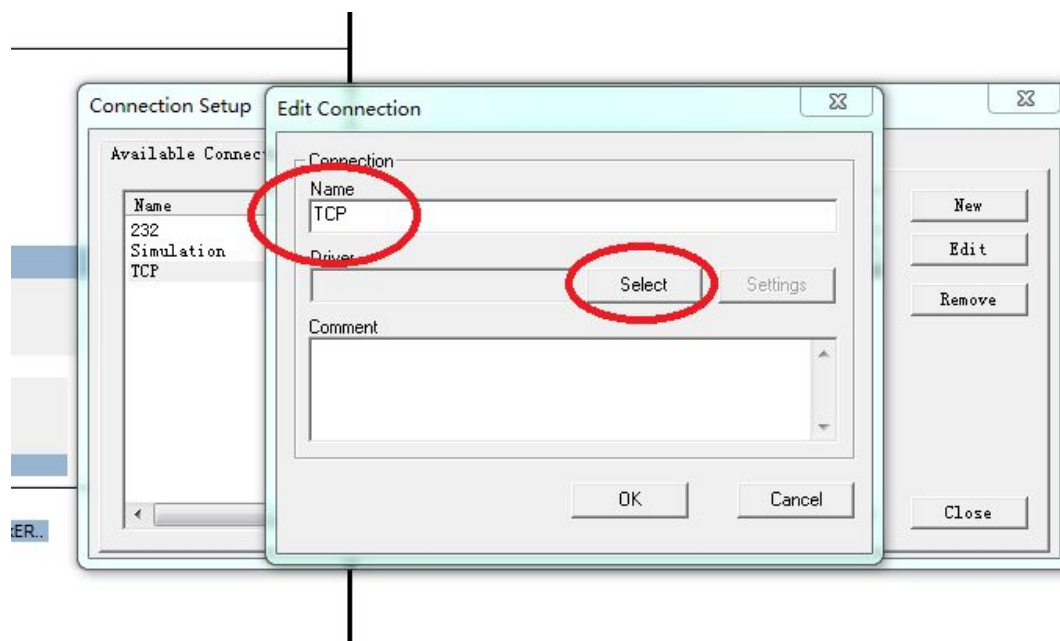 Connection Setup
Edit Connection
Available Connec
Connection
Name
TCP
Name
232
Simulation
TCP
Driver
Select
Settings
Comment
New
Edit
Remove
OK
Cancel
Close
ER..